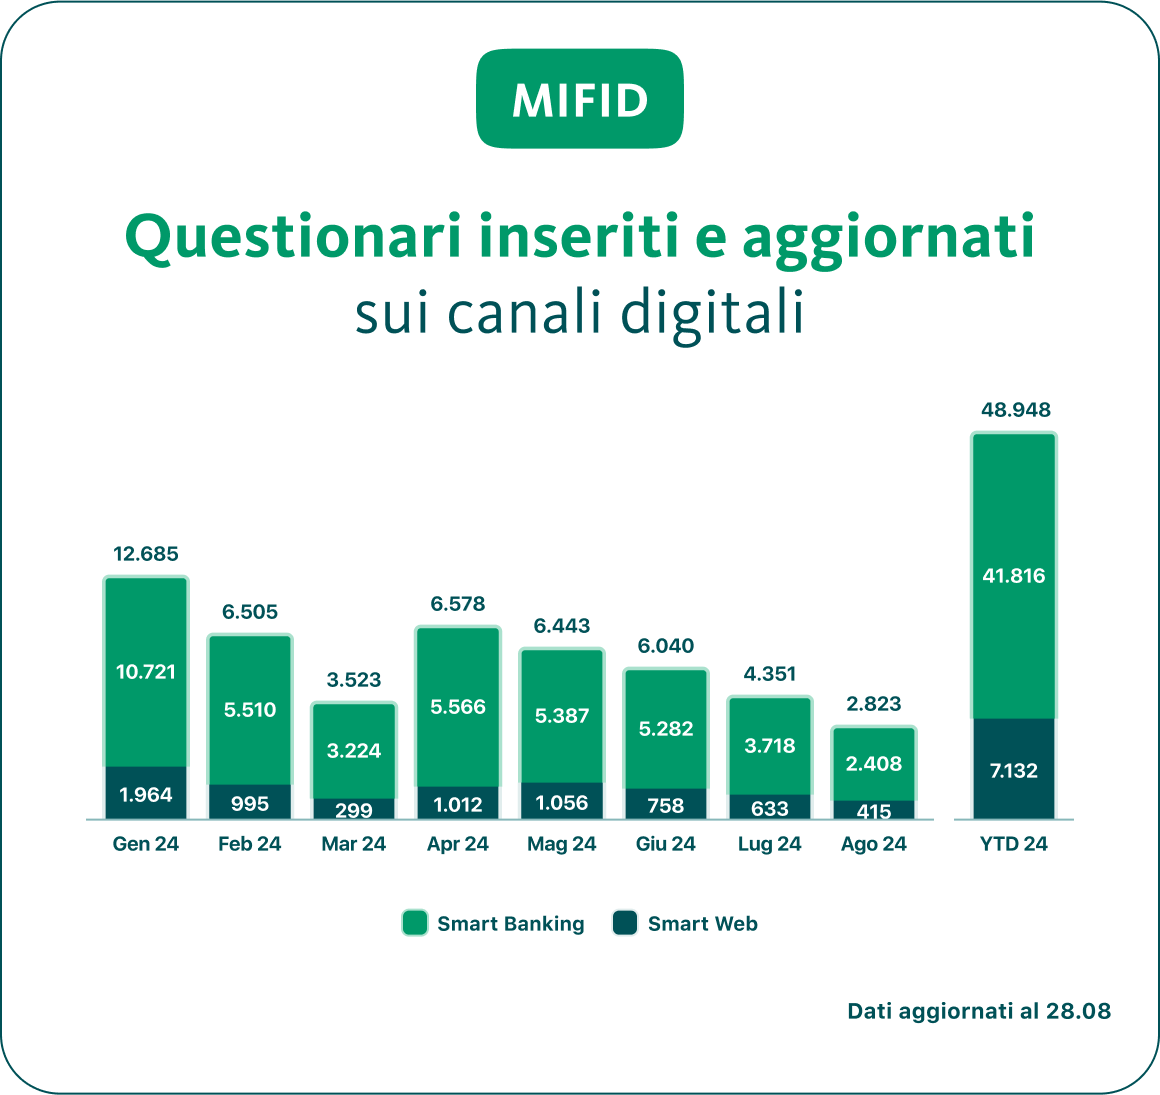 MIFID
Questionari inseriti e aggiornati
sui canali digitali
48.948
12.685
6.505
3.523
6.578
6.443
6.040
4.351
2.823
10.721
5.510
3.224
5.566
5.387
5.282
3.718
2.408
41.816
1.964
995
299
1.012
1.056
758
633
415
7.132
Gen 24
Feb 24
Mar 24
Apr 24
Mag 24
Giu 24
Lug 24
Ago 24
YTD 24
Smart Banking
Smart Web
Dati aggiornati al 28.08